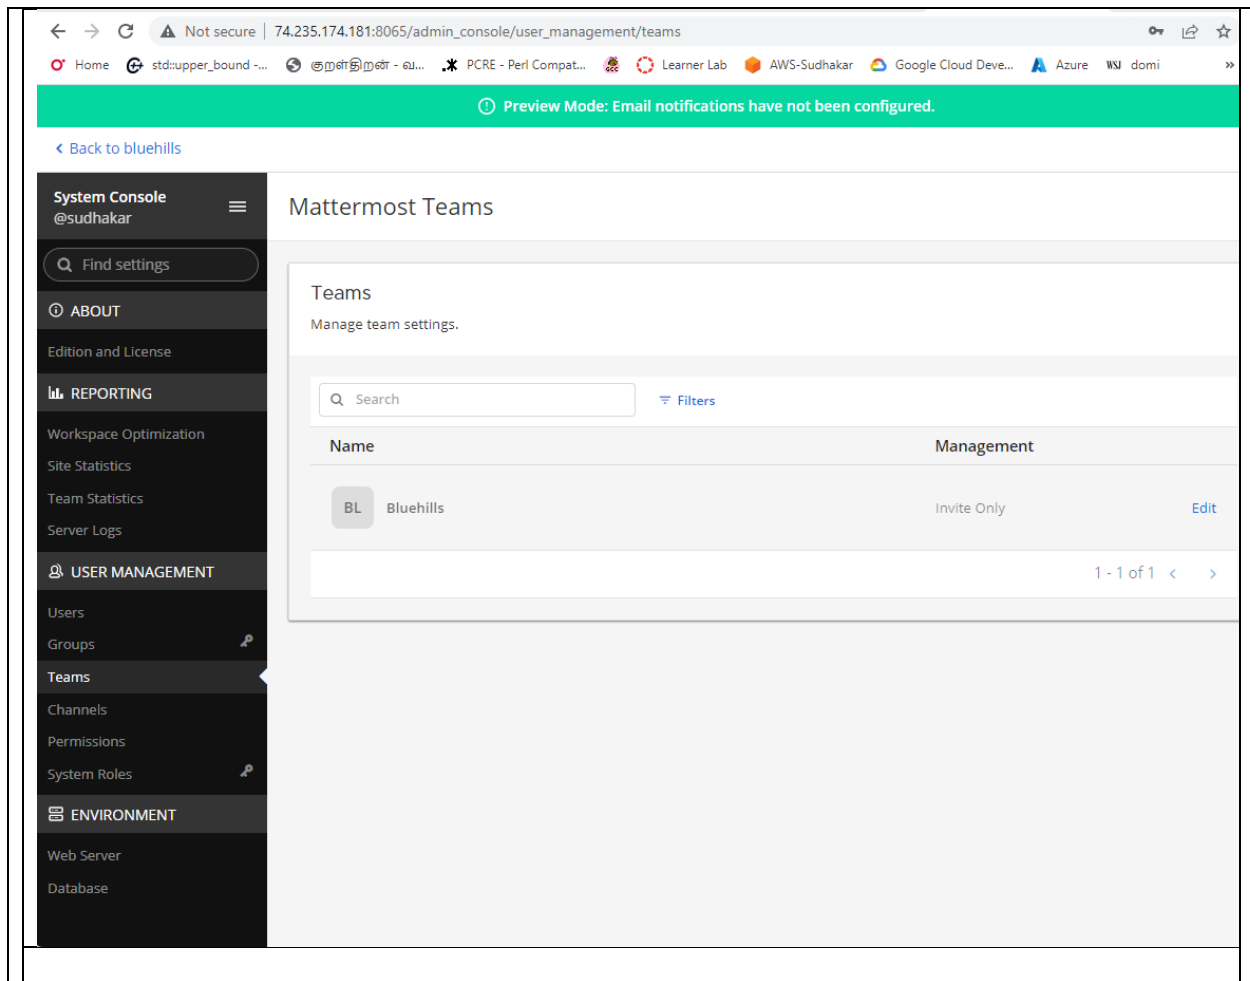 Not secure | 74.235.174.181:8065/admin_console/user_management/teams
Home std::upper_bound -... குறள்திறன் - வ... PCRE - Perl Compat... Learner Lab AWS-Sudhakar Google Cloud Deve... Azure WSJ domi »
Preview Mode: Email notifications have not been configured.
Back to bluehills
System Console
@sudhakar
Mattermost Teams
Find settings
Teams
Manage team settings.
ABOUT
Edition and License
REPORTING
Search Filters
Workspace Optimization
Name Management
Site Statistics
Team Statistics
BL Bluehills Invite Only Edit
Server Logs
USER MANAGEMENT
1 - 1 of 1 < >
Users
Groups
Teams
Channels
Permissions
System Roles
ENVIRONMENT
Web Server
Database